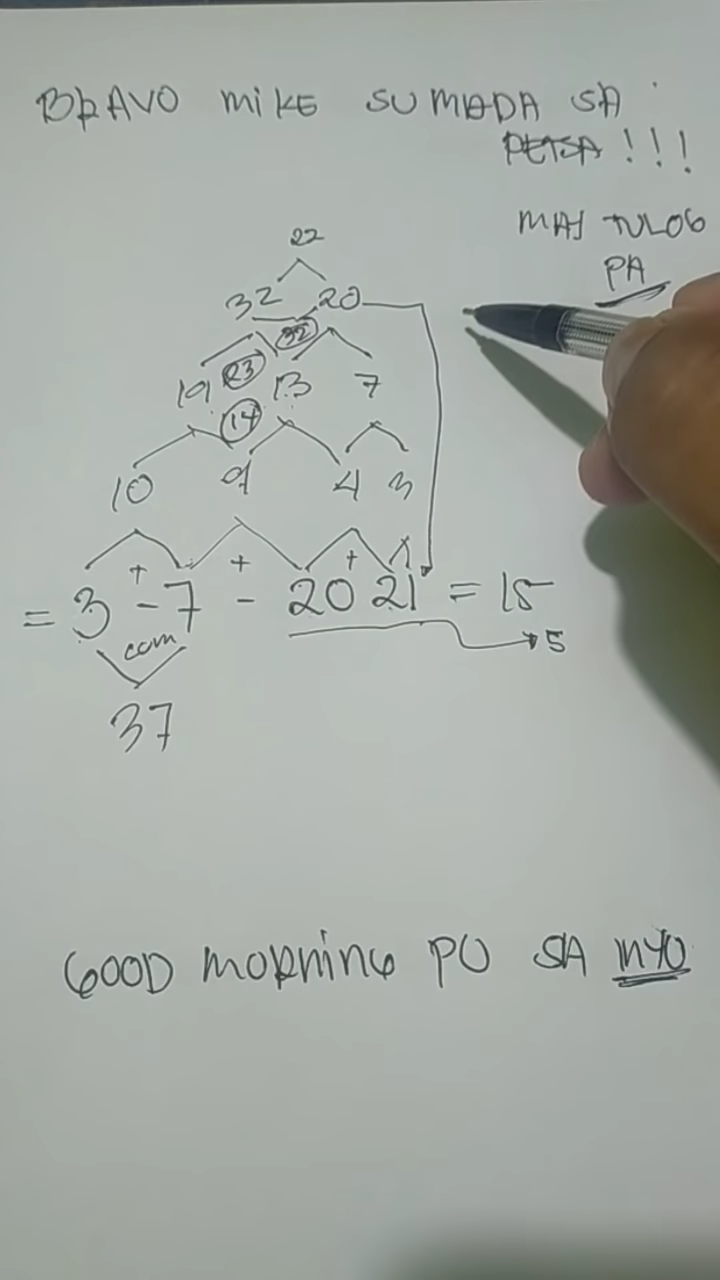 BRAVO MIKE SUMADA SA
PETSA!!!
MAY TULOG
PA
22
32 20
32
19 23 13 7
14
10 9 4 3
+ + +
= 3 - 7 - 20 21 = 15
com
5
37
GOOD MORNING PO SA INYO